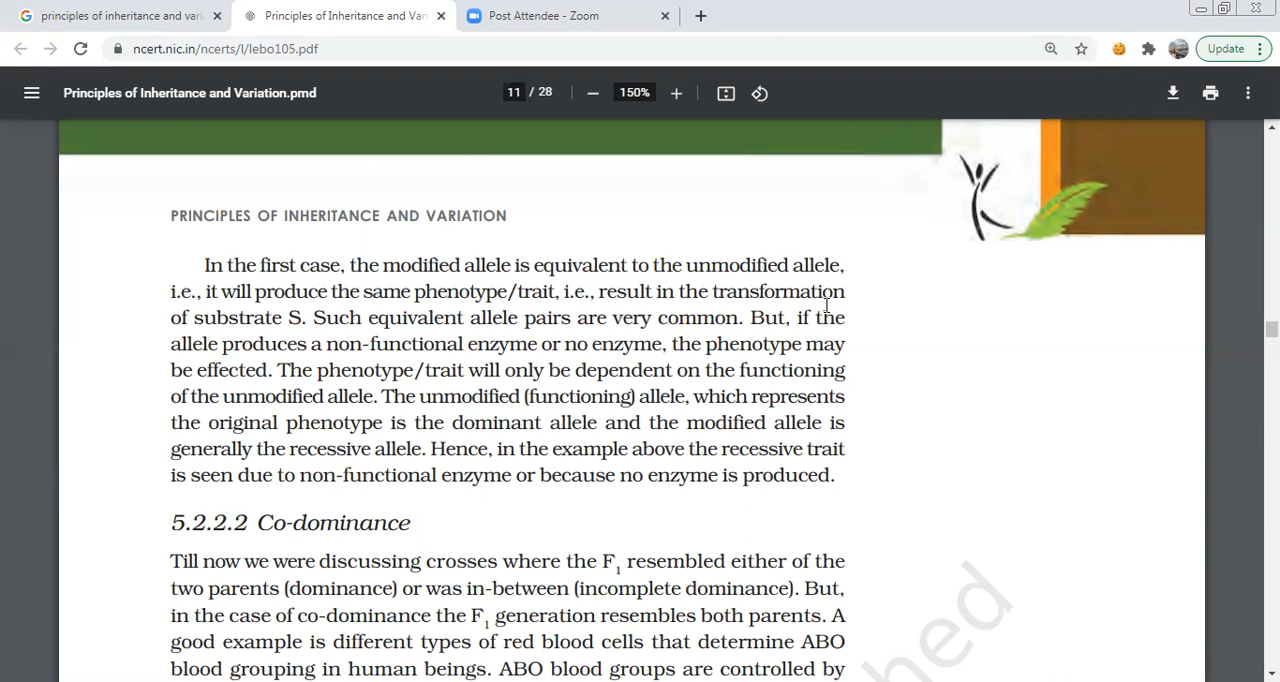 principles of inheritance and vari
Principles of Inheritance and Var
Post Attendee - Zoom
ncert.nic.in/ncerts/l/lebo105.pdf
Update
Principles of Inheritance and Variation.pmd
11 / 28
150%
PRINCIPLES OF INHERITANCE AND VARIATION
In the first case, the modified allele is equivalent to the unmodified allele,
i.e., it will produce the same phenotype/trait, i.e., result in the transformation
of substrate S. Such equivalent allele pairs are very common. But, if the
allele produces a non-functional enzyme or no enzyme, the phenotype may
be effected. The phenotype/trait will only be dependent on the functioning
of the unmodified allele. The unmodified (functioning) allele, which represents
the original phenotype is the dominant allele and the modified allele is
generally the recessive allele. Hence, in the example above the recessive trait
is seen due to non-functional enzyme or because no enzyme is produced.
5.2.2.2 Co-dominance
Till now we were discussing crosses where the F1 resembled either of the
two parents (dominance) or was in-between (incomplete dominance). But,
in the case of co-dominance the F1 generation resembles both parents. A
good example is different types of red blood cells that determine ABO
blood grouping in human beings. ABO blood groups are controlled by
hed